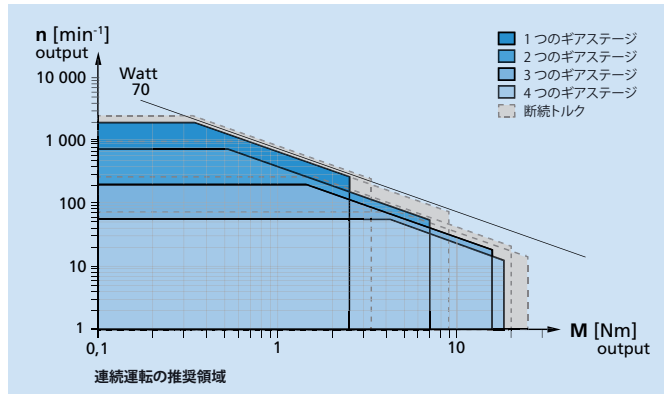 n [min⁻¹]
output
10 000
1 000
100
10
1
Watt
70
1つのギアステージ
2つのギアステージ
3つのギアステージ
4つのギアステージ
断続トルク
0,1
1
10
M [Nm]
output
連続運転の推奨領域